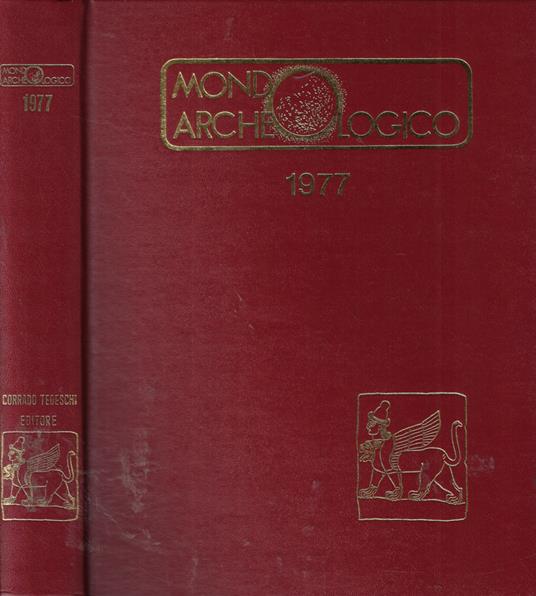 MONDO
ARCHEOLOGICO
1977
CORRADO TEDESCHI
EDITORE
MONDO
ARCHEOLOGICO
1977